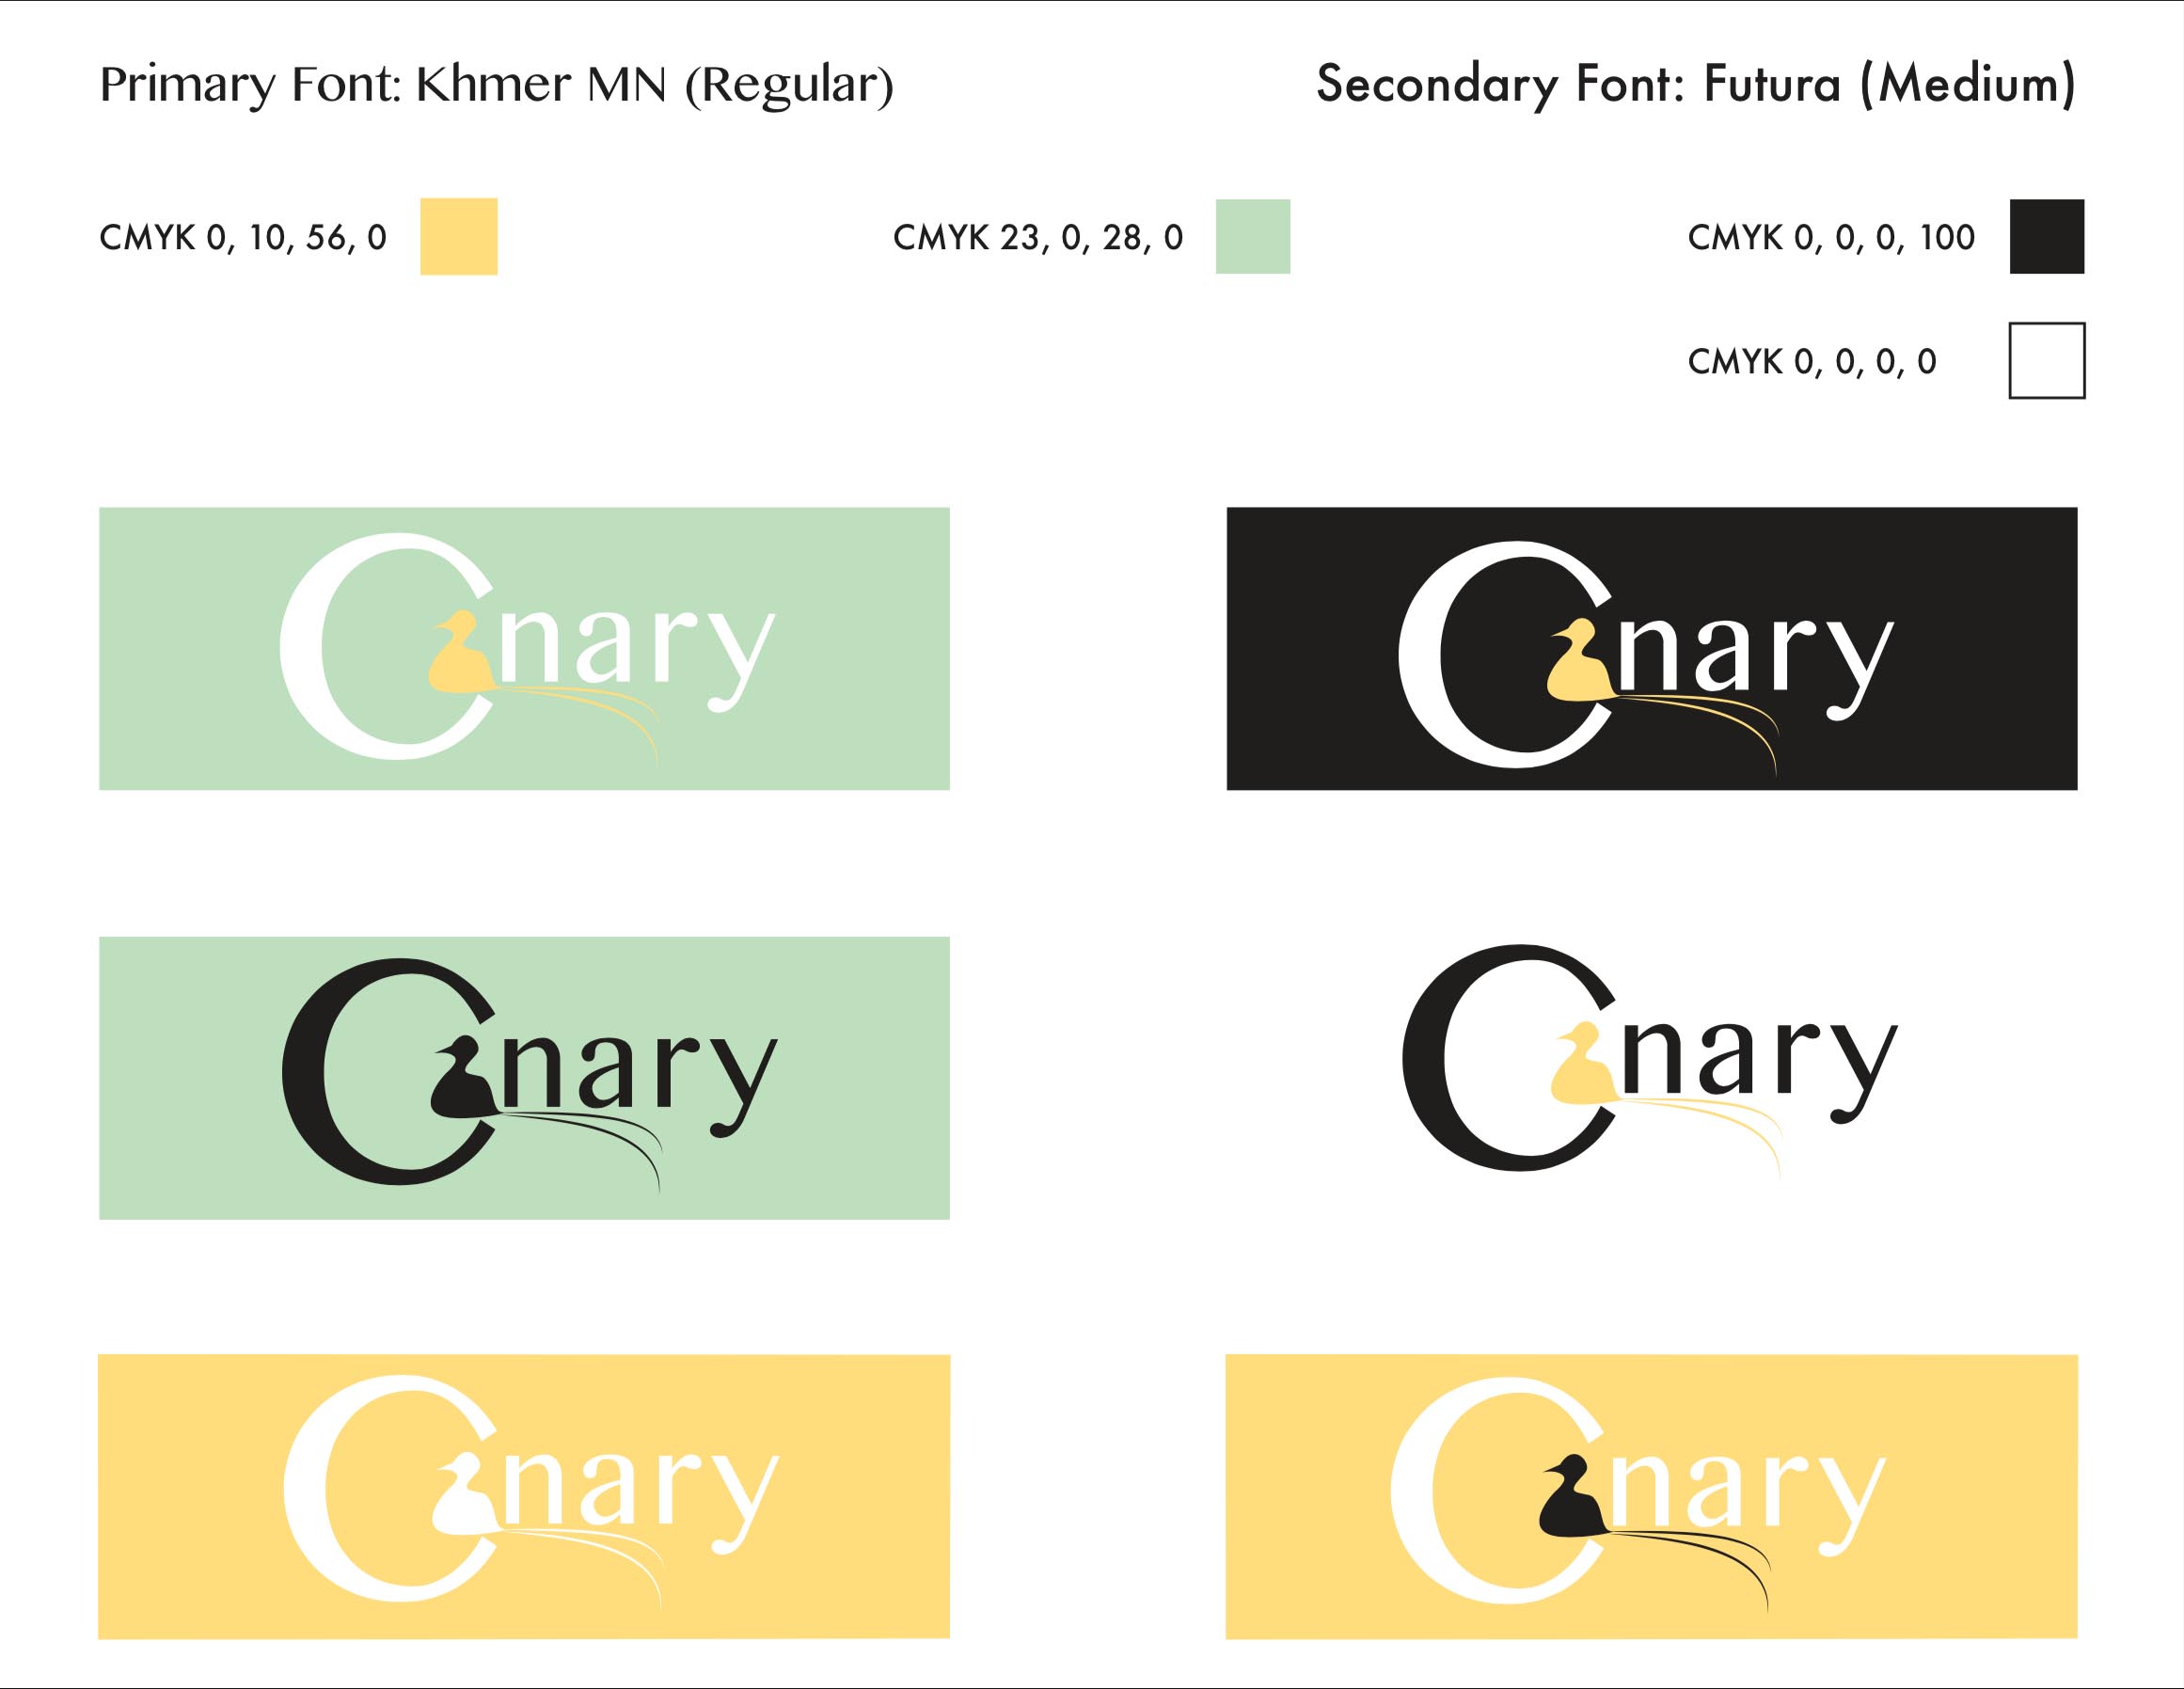 Primary Font: Khmer MN (Regular)
Secondary Font: Futura (Medium)
CMYK 0, 10, 56, 0
CMYK 23, 0, 28, 0
CMYK 0, 0, 0, 100
CMYK 0, 0, 0, 0
Cnary
Cnary
Cnary
Cnary
Cnary
Cnary